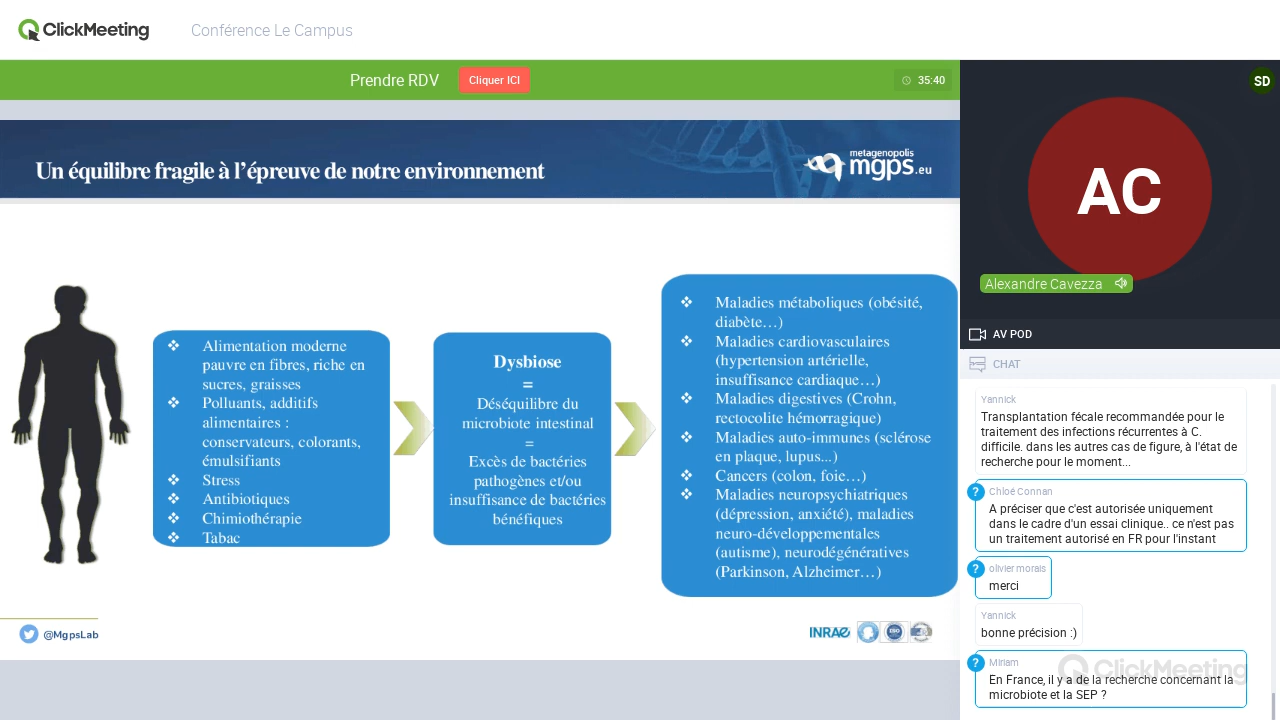 ClickMeeting
Conférence Le Campus
Prendre RDV
Cliquer ICI
35:40
Un équilibre fragile à l'épreuve de notre environnement
metagenopolis
mgps.eu
❖ Alimentation moderne
pauvre en fibres, riche en
sucres, graisses
❖ Polluants, additifs
alimentaires :
conservateurs, colorants,
émulsifiants
❖ Stress
❖ Antibiotiques
❖ Chimiothérapie
❖ Tabac
Dysbiose
=
Déséquilibre du
microbiote intestinal
=
Excès de bactéries
pathogènes et/ou
insuffisance de bactéries
bénéfiques
❖ Maladies métaboliques (obésité,
diabète…)
❖ Maladies cardiovasculaires
(hypertension artérielle,
insuffisance cardiaque…)
❖ Maladies digestives (Crohn,
rectocolite hémorragique)
❖ Maladies auto-immunes (sclérose
en plaque, lupus...)
❖ Cancers (colon, foie…)
❖ Maladies neuropsychiatriques
(dépression, anxiété), maladies
neuro-développementales
(autisme), neurodégénératives
(Parkinson, Alzheimer…)
@MgpsLab
INRAE
ISO
SD
AC
Alexandre Cavezza
AV POD
CHAT
Yannick
Transplantation fécale recommandée pour le
traitement des infections récurrentes à C.
difficile. dans les autres cas de figure, à l'état de
recherche pour le moment...
?
Chloé Connan
A préciser que c'est autorisée uniquement
dans le cadre d'un essai clinique.. ce n'est pas
un traitement autorisé en FR pour l'instant
?
olivier morais
merci
Yannick
bonne précision :)
?
Miriam
En France, il y a de la recherche concernant la
microbiote et la SEP ?
ClickMeeting